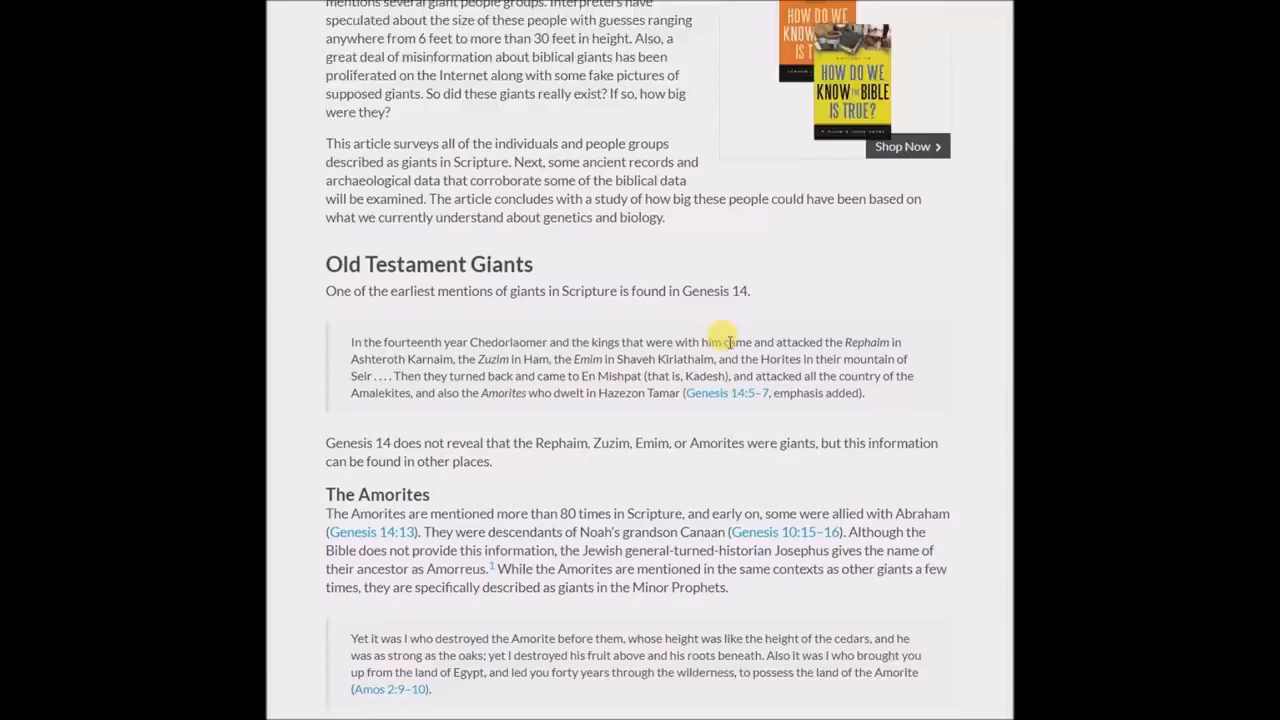 mentions several giant people groups. Interpreters have
speculated about the size of these people with guesses ranging
anywhere from 6 feet to more than 30 feet in height. Also, a
great deal of misinformation about biblical giants has been
proliferated on the Internet along with some fake pictures of
supposed giants. So did these giants really exist? If so, how big
were they?
HOW DO WE
KNOW
IS T
HOW DO WE
KNOW THE BIBLE
IS TRUE?
Shop Now
This article surveys all of the individuals and people groups
described as giants in Scripture. Next, some ancient records and
archaeological data that corroborate some of the biblical data
will be examined. The article concludes with a study of how big these people could have been based on
what we currently understand about genetics and biology.
Old Testament Giants
One of the earliest mentions of giants in Scripture is found in Genesis 14.
In the fourteenth year Chedorlaomer and the kings that were with him came and attacked the Rephaim in
Ashteroth Karnaim, the Zuzim in Ham, the Emim in Shaveh Kiriathaim, and the Horites in their mountain of
Seir . . . . Then they turned back and came to En Mishpat (that is, Kadesh), and attacked all the country of the
Amalekites, and also the Amorites who dwelt in Hazezon Tamar (Genesis 14:5–7, emphasis added).
Genesis 14 does not reveal that the Rephaim, Zuzim, Emim, or Amorites were giants, but this information
can be found in other places.
The Amorites
The Amorites are mentioned more than 80 times in Scripture, and early on, some were allied with Abraham
(Genesis 14:13). They were descendants of Noah's grandson Canaan (Genesis 10:15–16). Although the
Bible does not provide this information, the Jewish general-turned-historian Josephus gives the name of
their ancestor as Amorreus.1 While the Amorites are mentioned in the same contexts as other giants a few
times, they are specifically described as giants in the Minor Prophets.
Yet it was I who destroyed the Amorite before them, whose height was like the height of the cedars, and he
was as strong as the oaks; yet I destroyed his fruit above and his roots beneath. Also it was I who brought you
up from the land of Egypt, and led you forty years through the wilderness, to possess the land of the Amorite
(Amos 2:9–10).